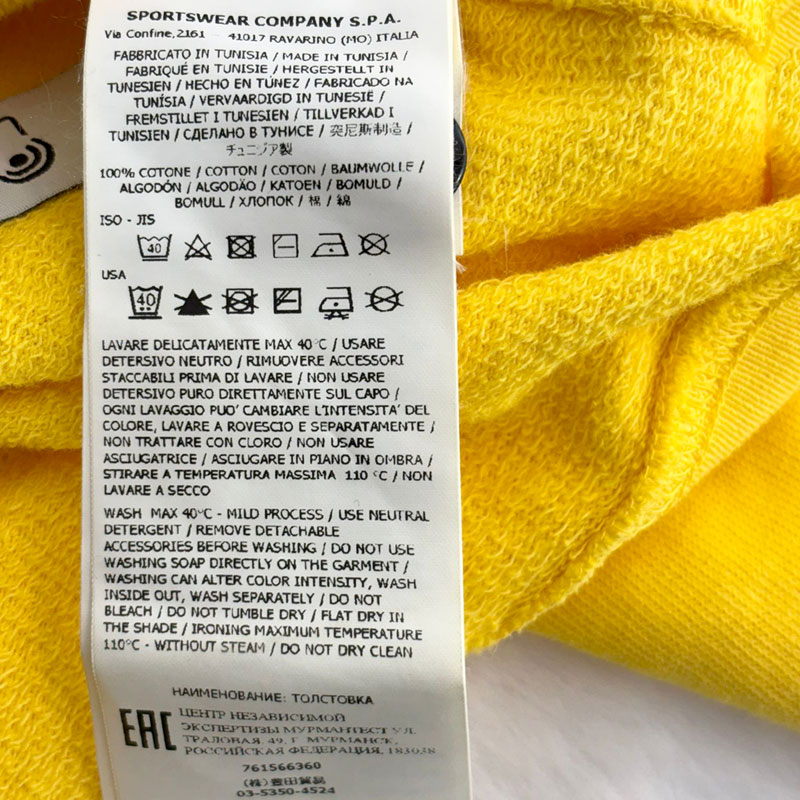 SPORTSWEAR COMPANY S.P.A.
Via Confine,2161 - 41017 RAVARINO (MO) ITALIA
FABBRICATO IN TUNISIA / MADE IN TUNISIA /
FABRIQUÉ EN TUNISIE / HERGESTELLT IN
TUNESIEN / HECHO EN TÚNEZ / FABRICADO NA
TUNÍSIA / VERVAARDIGD IN TUNESIË /
FREMSTILLET I TUNESIEN / TILLVERKAD I
TUNISIEN / СДЕЛАНО В ТУНИСЕ / 突尼斯制造 /
チュニジア製
100% COTONE / COTTON / COTON / BAUMWOLLE /
ALGODÓN / ALGODÃO / KATOEN / BOMULD /
BOMULL / ХЛОПОК / 棉 / 綿
ISO - JIS
40
USA
40
LAVARE DELICATAMENTE MAX 40°C / USARE
DETERSIVO NEUTRO / RIMUOVERE ACCESSORI
STACCABILI PRIMA DI LAVARE / NON USARE
DETERSIVO PURO DIRETTAMENTE SUL CAPO /
OGNI LAVAGGIO PUO' CAMBIARE L'INTENSITA' DEL
COLORE, LAVARE A ROVESCIO E SEPARATAMENTE /
NON TRATTARE CON CLORO / NON USARE
ASCIUGATRICE / ASCIUGARE IN PIANO IN OMBRA /
STIRARE A TEMPERATURA MASSIMA 110 °C / NON
LAVARE A SECCO
WASH MAX 40°C - MILD PROCESS / USE NEUTRAL
DETERGENT / REMOVE DETACHABLE
ACCESSORIES BEFORE WASHING / DO NOT USE
WASHING SOAP DIRECTLY ON THE GARMENT /
WASHING CAN ALTER COLOR INTENSITY, WASH
INSIDE OUT, WASH SEPARATELY / DO NOT
BLEACH / DO NOT TUMBLE DRY / FLAT DRY IN
THE SHADE / IRONING MAXIMUM TEMPERATURE
110°C - WITHOUT STEAM / DO NOT DRY CLEAN
НАИМЕНОВАНИЕ: ТОЛСТОВКА
EAC
ЦЕНТР НЕЗАВИСИМОЙ
ЭКСПЕРТИЗЫ МУРМАНТЕСТ УЛ.
ТРАЛОВАЯ, 49, Г. МУРМАНСК,
РОССИЙСКАЯ ФЕДЕРАЦИЯ, 183038
761566360
(株)豊田貿易
03-5350-4524